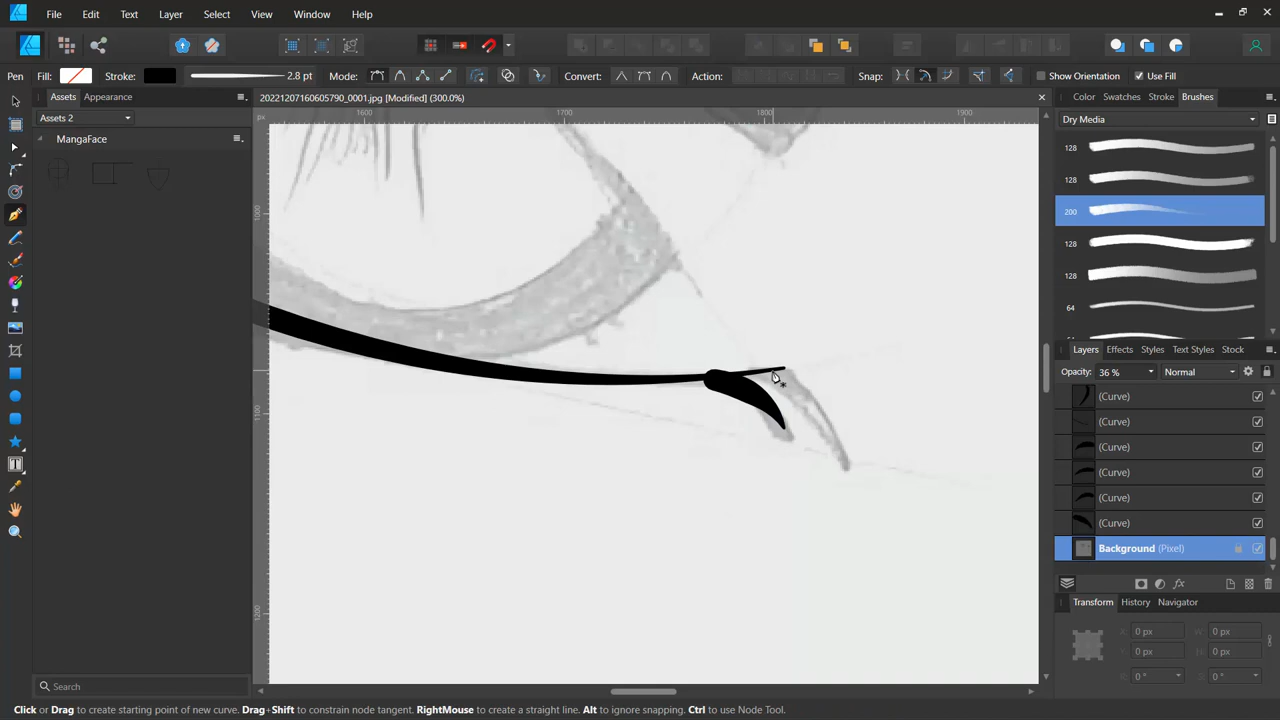 File Edit Text Layer Select View Window Help
Pen Fill: Stroke: 2.8 pt Mode: Convert: Action: Snap: Show Orientation Use Fill
Assets Appearance
20221207160605790_0001.jpg [Modified] (300.0%)
Color Swatches Stroke Brushes
Assets 2
px
1600 1700 1800 1900
Dry Media
MangaFace
128
128
200
128
128
64
1000
1100
1200
Layers Effects Styles Text Styles Stock
Opacity: 36 % Normal
(Curve)
(Curve)
(Curve)
(Curve)
(Curve)
(Curve)
Background (Pixel)
Transform History Navigator
X: 0 px W: 0 px
Y: 0 px H: 0 px
R: 0 ° S: 0 °
Search
Click or Drag to create starting point of new curve. Drag+Shift to constrain node tangent. RightMouse to create a straight line. Alt to ignore snapping. Ctrl to use Node Tool.